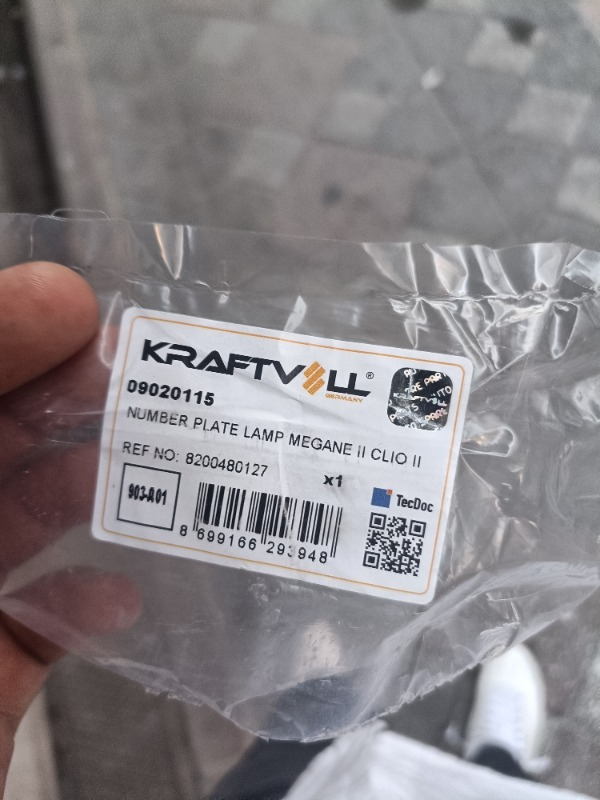 KRAFTVOLL®
GERMANY
09020115
NUMBER PLATE LAMP MEGANE II CLIO II
REF NO: 8200480127
x1
903-A01
TecDoc
8 699166 293948